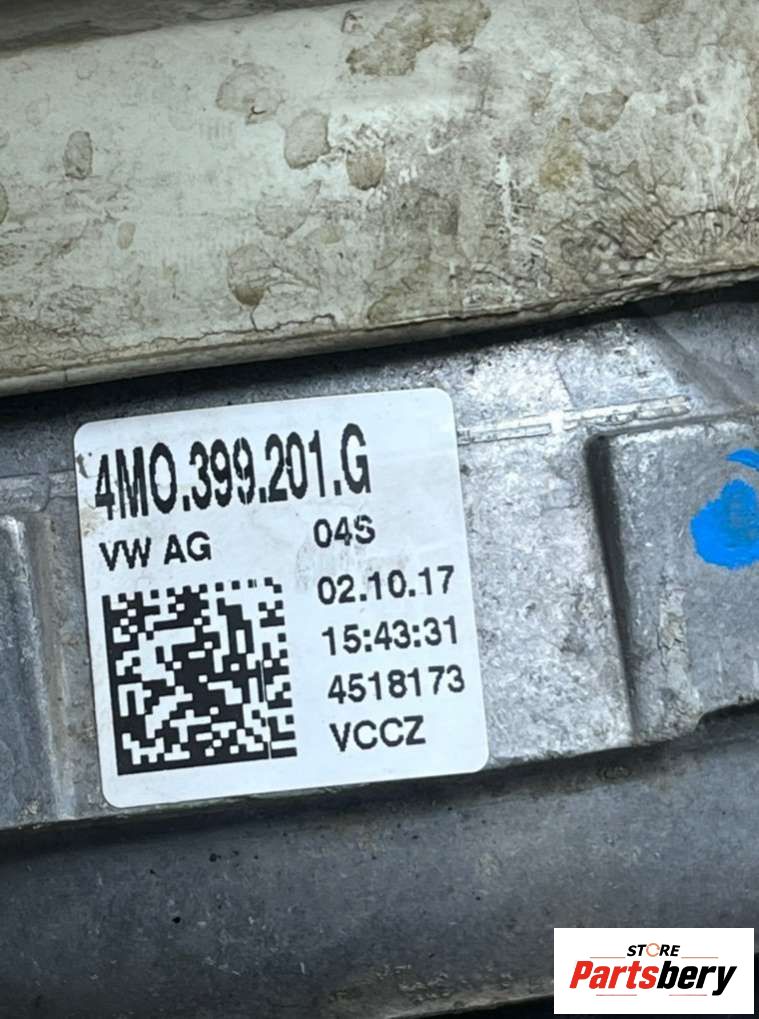 4M0.399.201.G
VW AG
04S
02.10.17
15:43:31
4518173
VCCZ
STORE
Partsbery